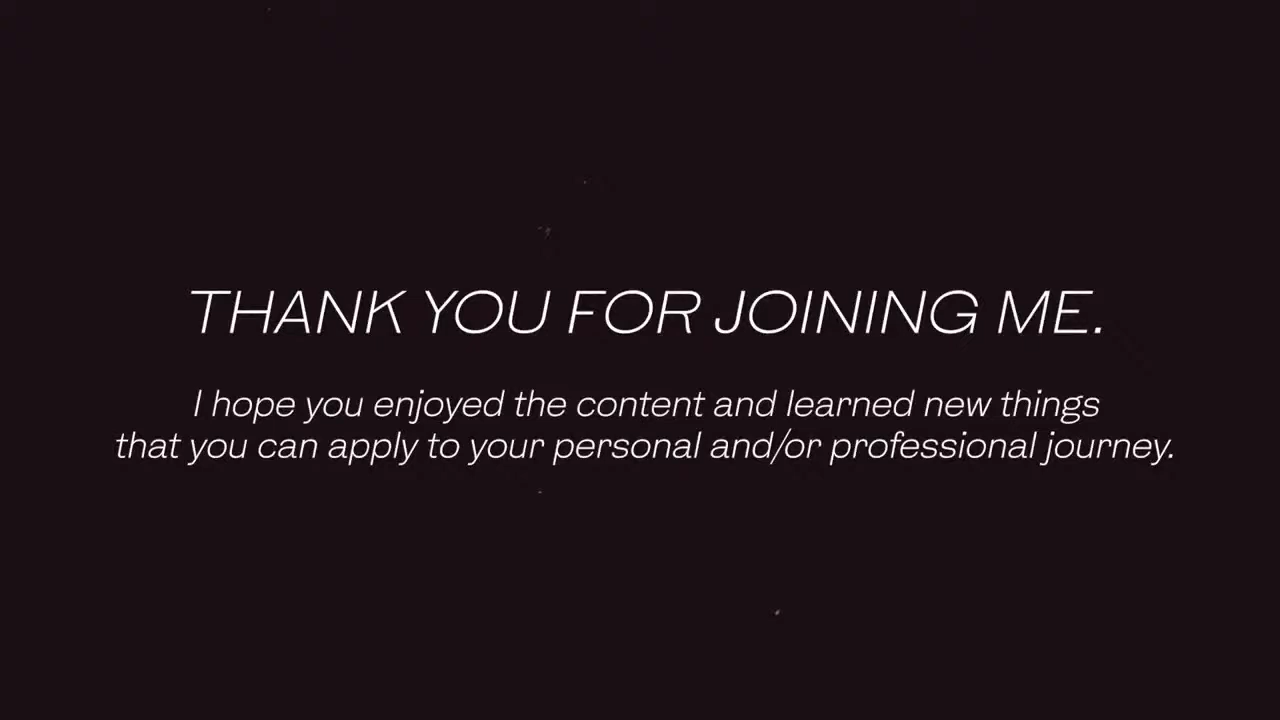 THANK YOU FOR JOINING ME.
I hope you enjoyed the content and learned new things
that you can apply to your personal and/or professional journey.